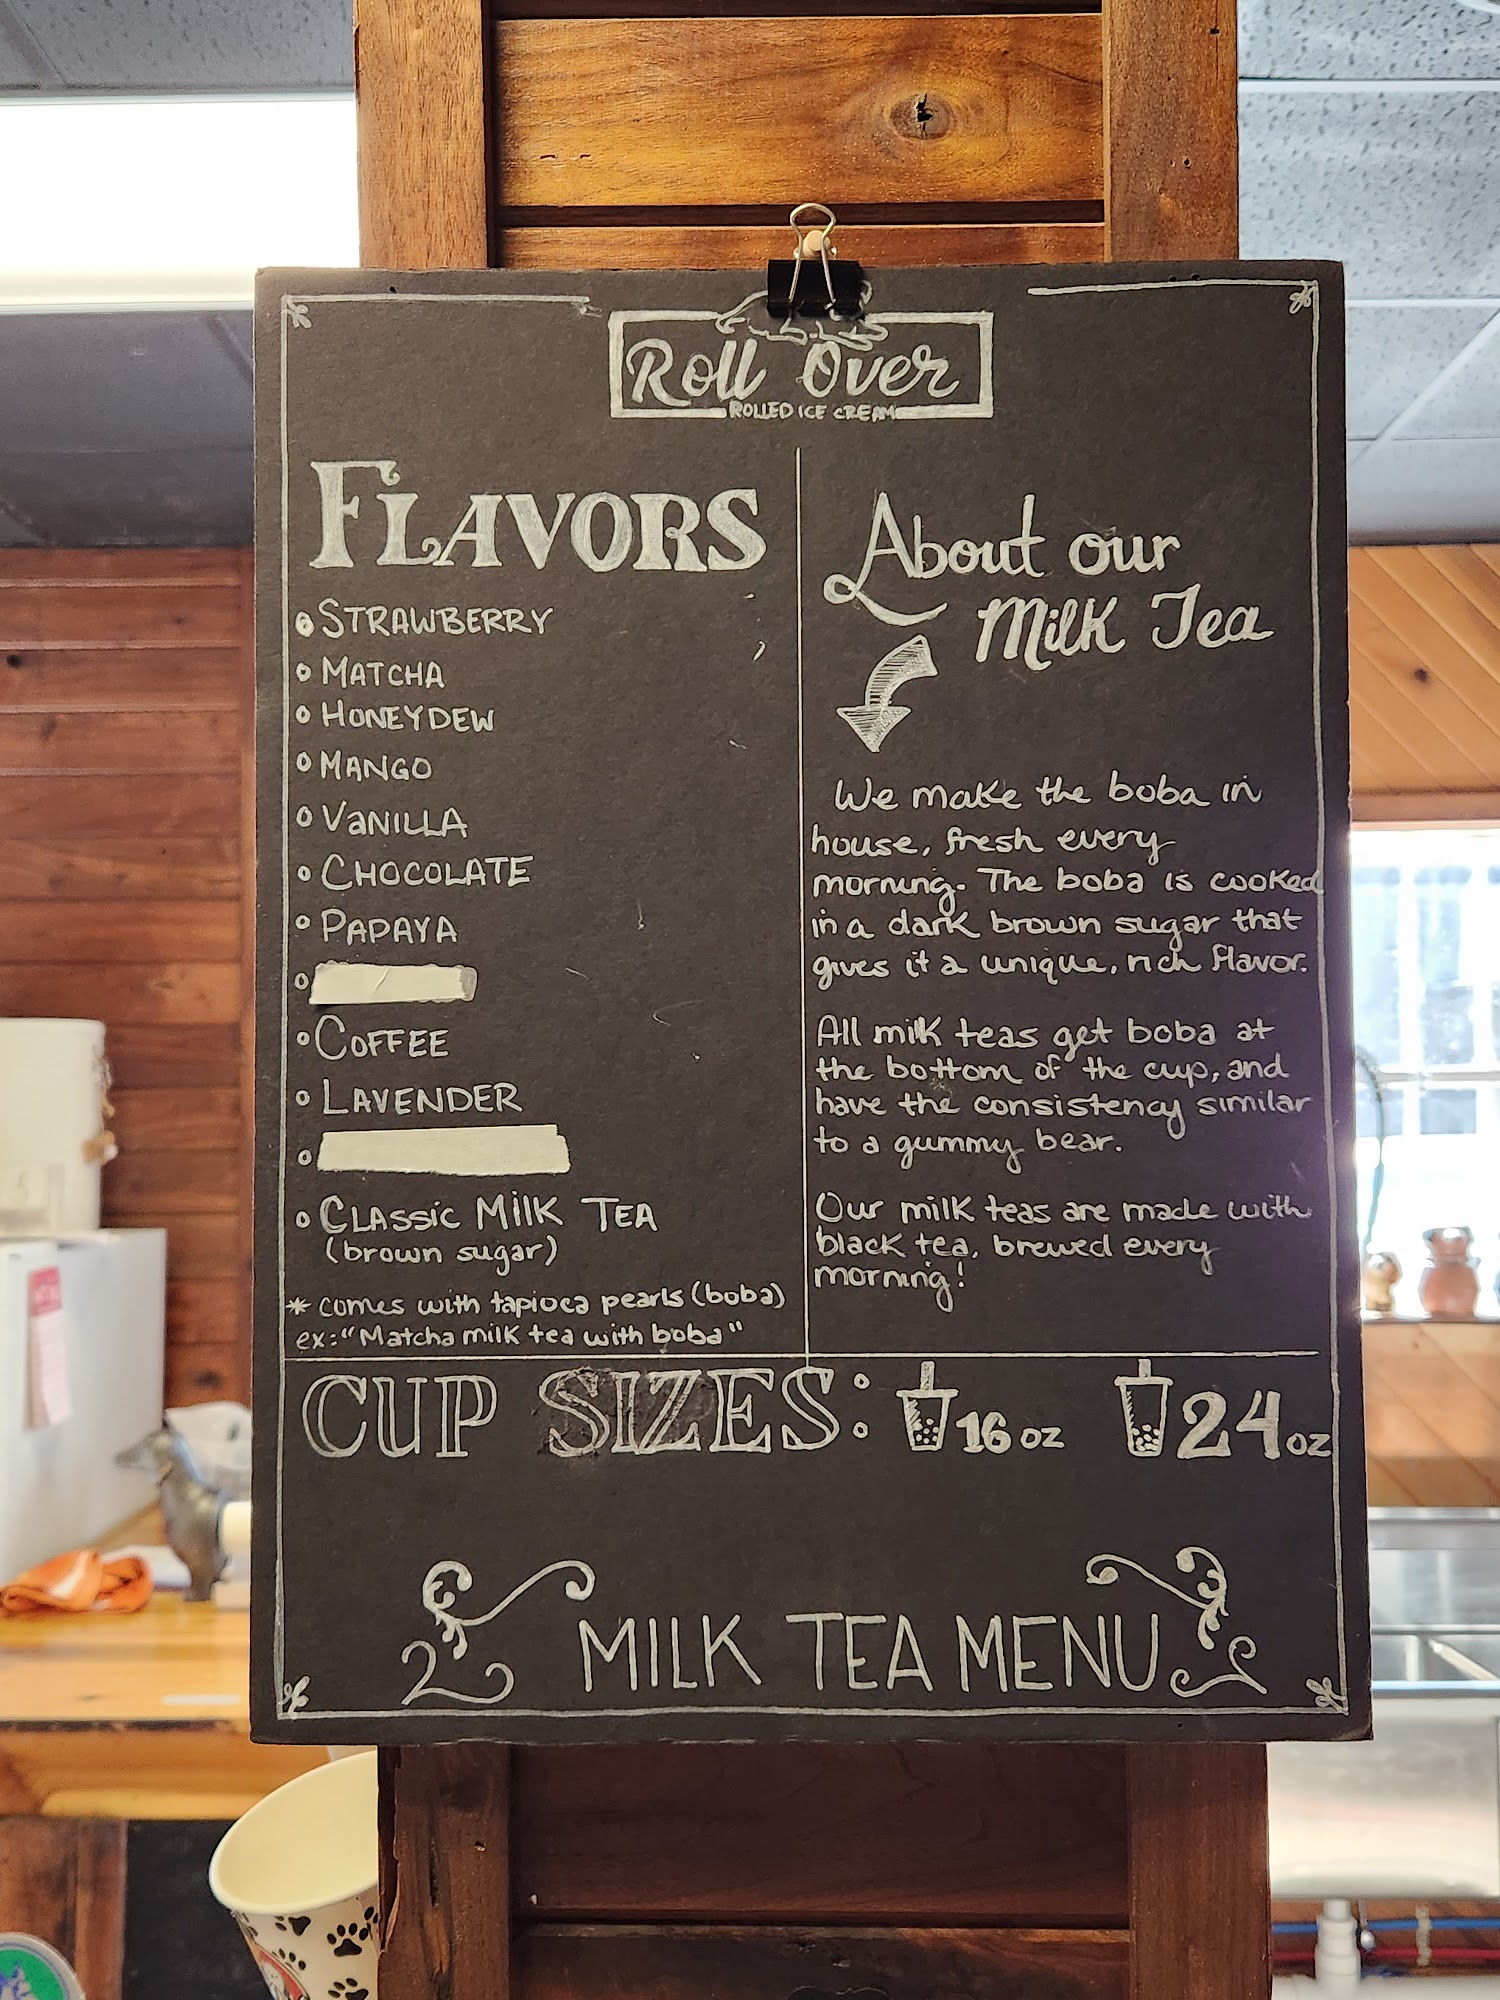 Roll Over
ROLLED ICE CREAM
FLAVORS
STRAWBERRY
MATCHA
HONEYDEW
MANGO
VANILLA
CHOCOLATE
PAPAYA
COFFEE
LAVENDER
CLASSIC MILK TEA
(brown sugar)
* comes with tapioca pearls (boba)
ex: "Matcha milk tea with boba"
About our
Milk Tea
We make the boba in
house, fresh every
morning. The boba is cooked
in a dark brown sugar that
gives it a unique, rich flavor.
All milk teas get boba at
the bottom of the cup, and
have the consistency similar
to a gummy bear.
Our milk teas are made with
black tea, brewed every
morning!
CUP SIZES: 16 oz 24 oz
MILK TEA MENU